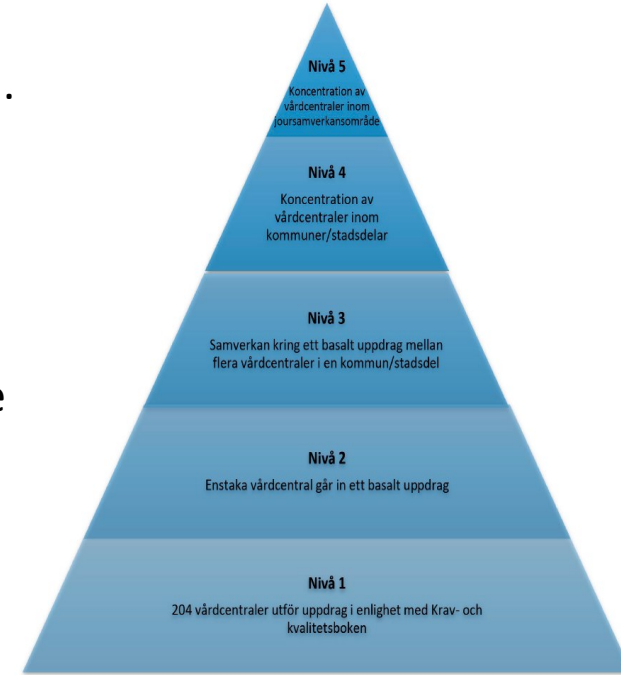 Nivå 5
Koncentration av
vårdcentraler inom
joursamverkansområde
.
Nivå 4
Koncentration av
vårdcentraler inom
kommuner/stadsdelar
Nivå 3
Samverkan kring ett basalt uppdrag mellan
flera vårdcentraler i en kommun/stadsdel
e
Nivå 2
Enstaka vårdcentral går in ett basalt uppdrag
Nivå 1
204 vårdcentraler utför uppdrag i enlighet med Krav- och
kvalitetsboken